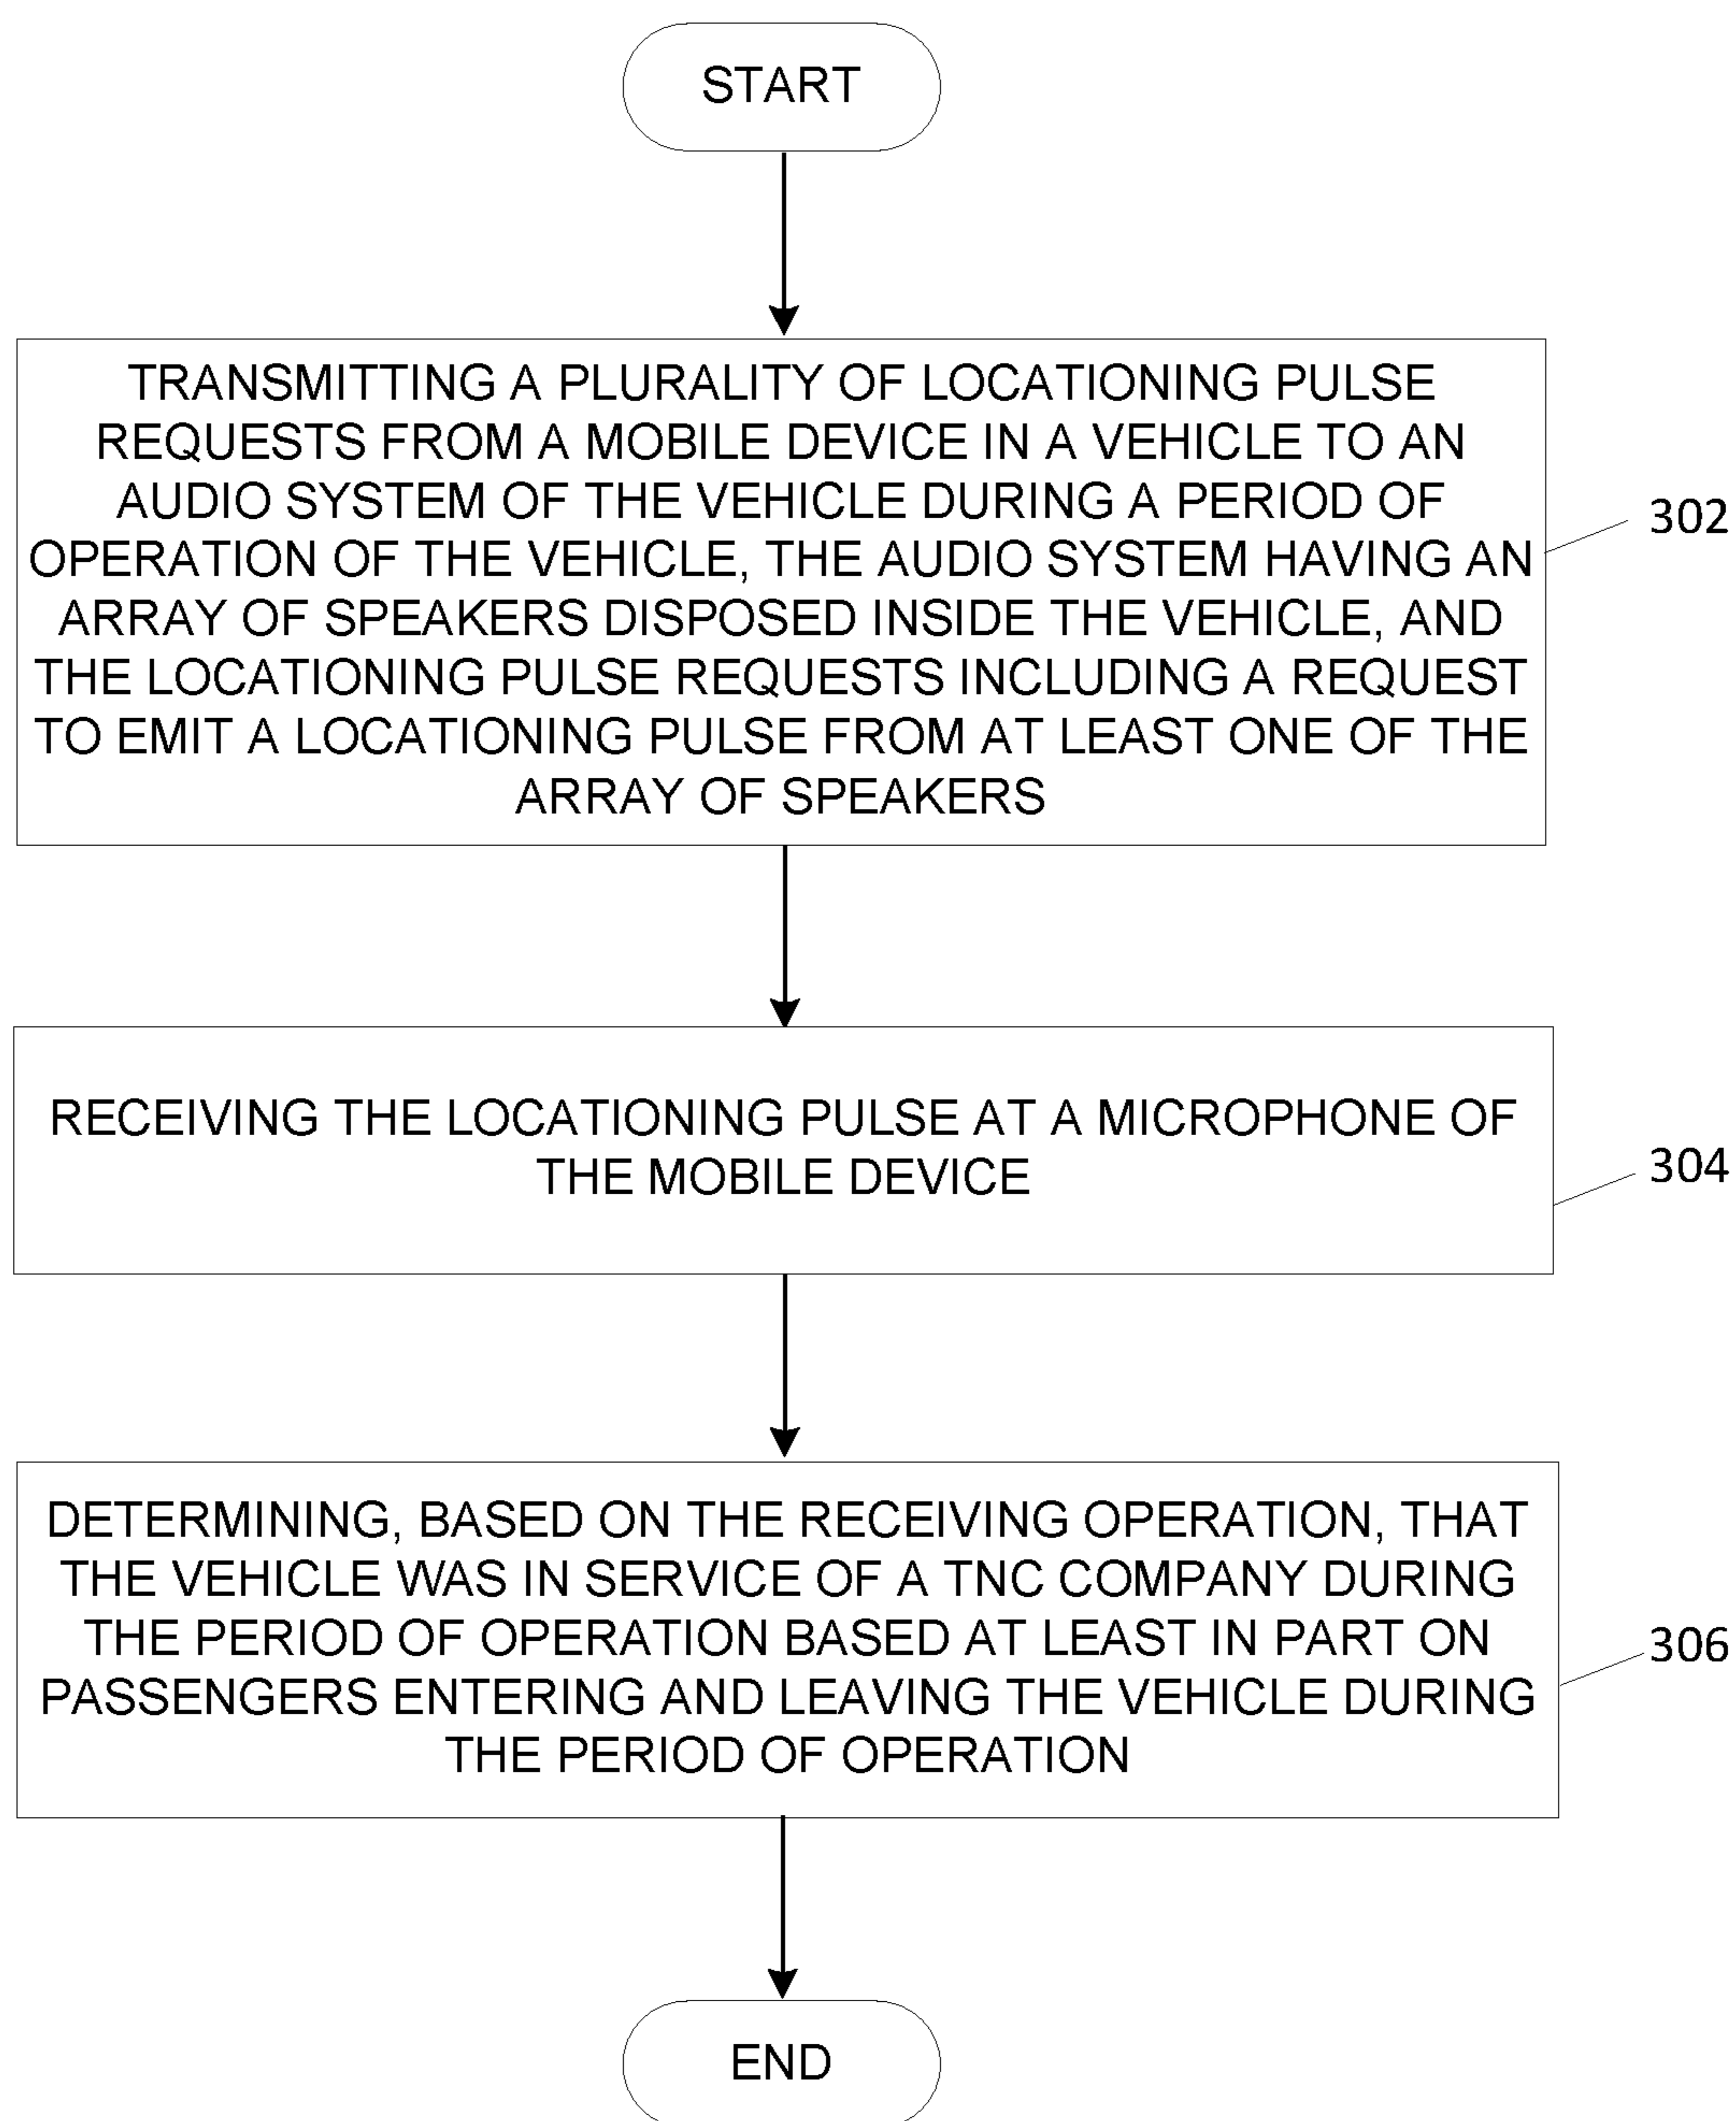 START
TRANSMITTING A PLURALITY OF LOCATIONING PULSE
REQUESTS FROM A MOBILE DEVICE IN A VEHICLE TO AN
AUDIO SYSTEM OF THE VEHICLE DURING A PERIOD OF
OPERATION OF THE VEHICLE, THE AUDIO SYSTEM HAVING AN
ARRAY OF SPEAKERS DISPOSED INSIDE THE VEHICLE, AND
THE LOCATIONING PULSE REQUESTS INCLUDING A REQUEST
TO EMIT A LOCATIONING PULSE FROM AT LEAST ONE OF THE
ARRAY OF SPEAKERS
302
RECEIVING THE LOCATIONING PULSE AT A MICROPHONE OF
THE MOBILE DEVICE
304
DETERMINING, BASED ON THE RECEIVING OPERATION, THAT
THE VEHICLE WAS IN SERVICE OF A TNC COMPANY DURING
THE PERIOD OF OPERATION BASED AT LEAST IN PART ON
PASSENGERS ENTERING AND LEAVING THE VEHICLE DURING
THE PERIOD OF OPERATION
306
END